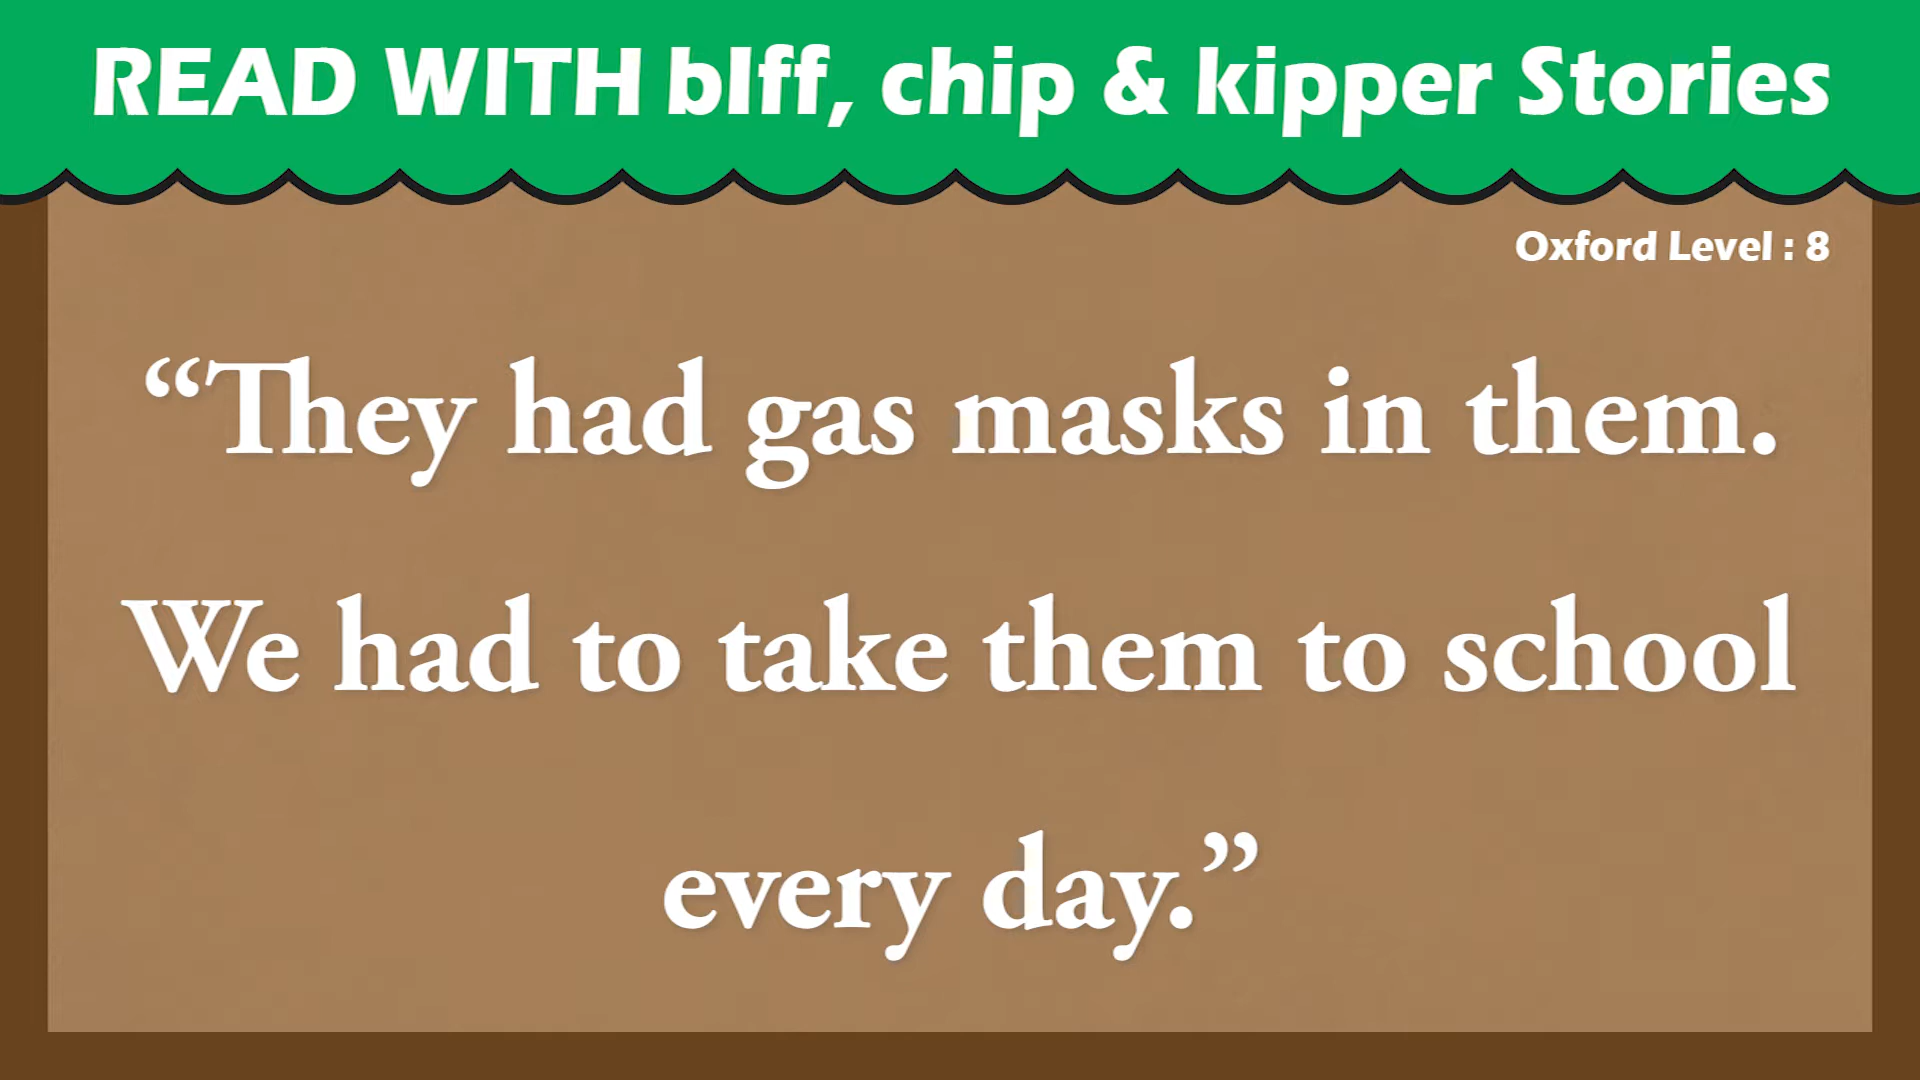 READ WITH bIff, chip & kipper Stories
Oxford Level : 8
“They had gas masks in them.
We had to take them to school
every day.”